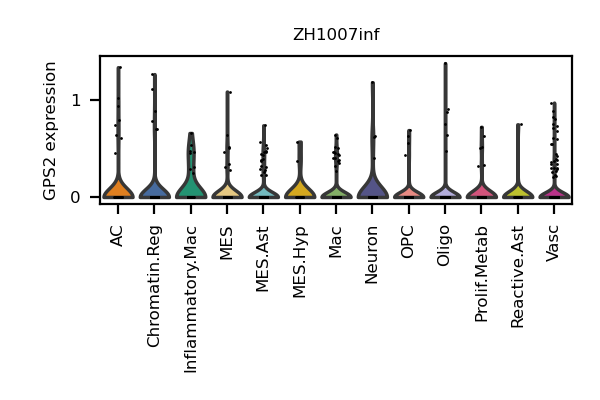 ZH1007inf
GPS2 expression
1
0
AC
Chromatin.Reg
Inflammatory.Mac
MES
MES.Ast
MES.Hyp
Mac
Neuron
OPC
Oligo
Prolif.Metab
Reactive.Ast
Vasc